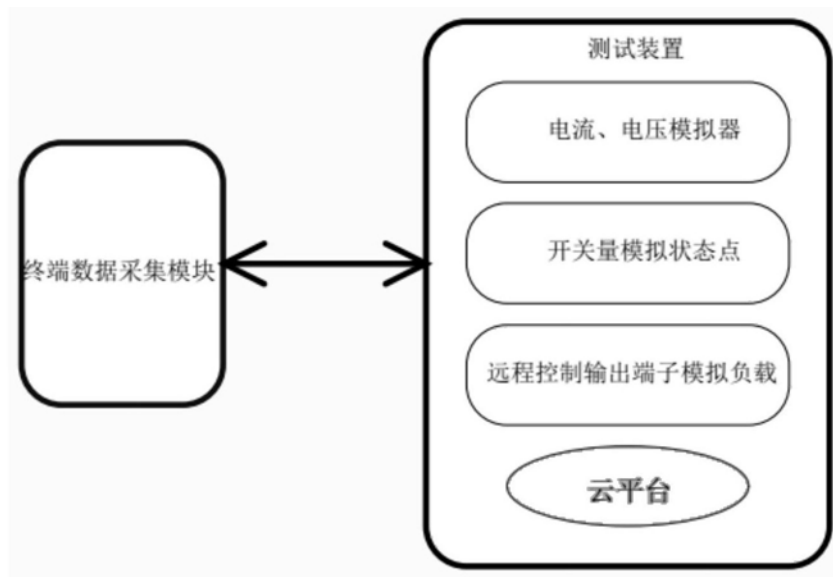 测试装置
电流、电压模拟器
开关量模拟状态点
终端数据采集模块
远程控制输出端子模拟负载
云平台